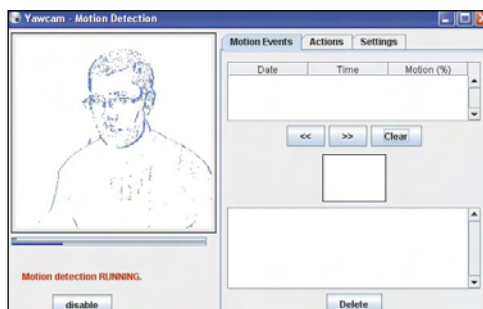 Yawcam - Motion Detection
Motion Events Actions Settings
Date Time Motion (%)
<< >> Clear
Motion detection RUNNING.
disable
Delete